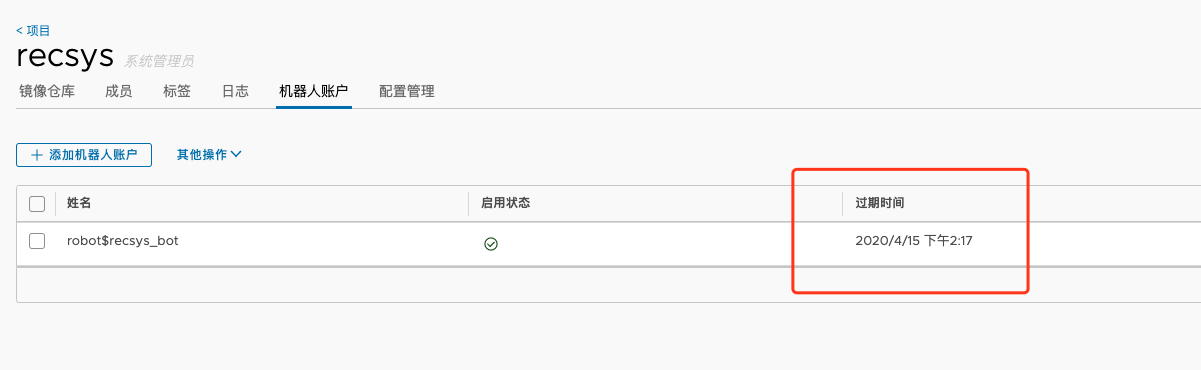 < 项目
recsys 系统管理员
镜像仓库 成员 标签 日志 机器人账户 配置管理
+ 添加机器人账户 其他操作
姓名 启用状态 过期时间
robot$recsys_bot 2020/4/15 下午2:17